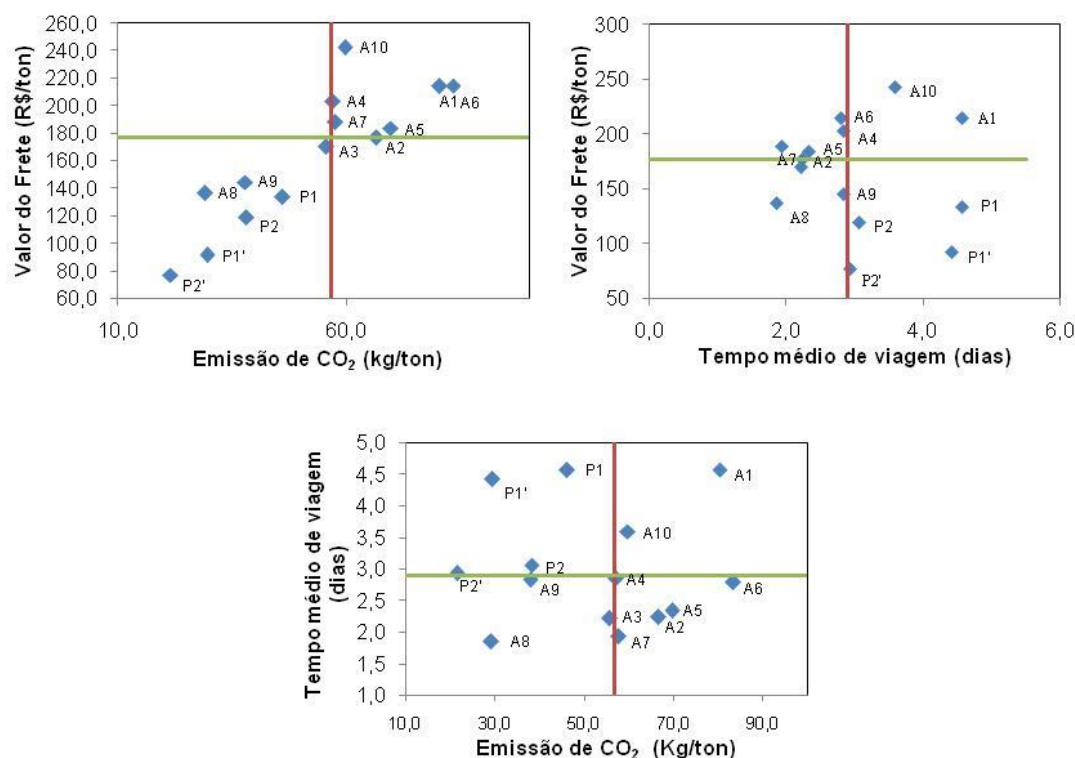 Valor do Frete (R$/ton)
260,0
240,0
220,0
200,0
180,0
160,0
140,0
120,0
100,0
80,0
60,0
A10
A4
A1 A6
A7
A5
A3
A2
A8
A9
P1
P2
P1'
P2'
10,0 60,0
Emissão de CO₂ (kg/ton)
Valor do Frete (R$/ton)
300
250
200
150
100
50
A10
A6
A1
A4
A7
A5
A2
A9
A8
P1
P2
P1'
P2'
0,0 2,0 4,0 6,0
Tempo médio de viagem (dias)
Tempo médio de viagem
(dias)
5,0
4,5
4,0
3,5
3,0
2,5
2,0
1,5
1,0
P1
A1
P1'
A10
P2
P2'
A9
A4
A6
A3
A5
A2
A8
A7
10,0 30,0 50,0 70,0 90,0
Emissão de CO₂ (Kg/ton)